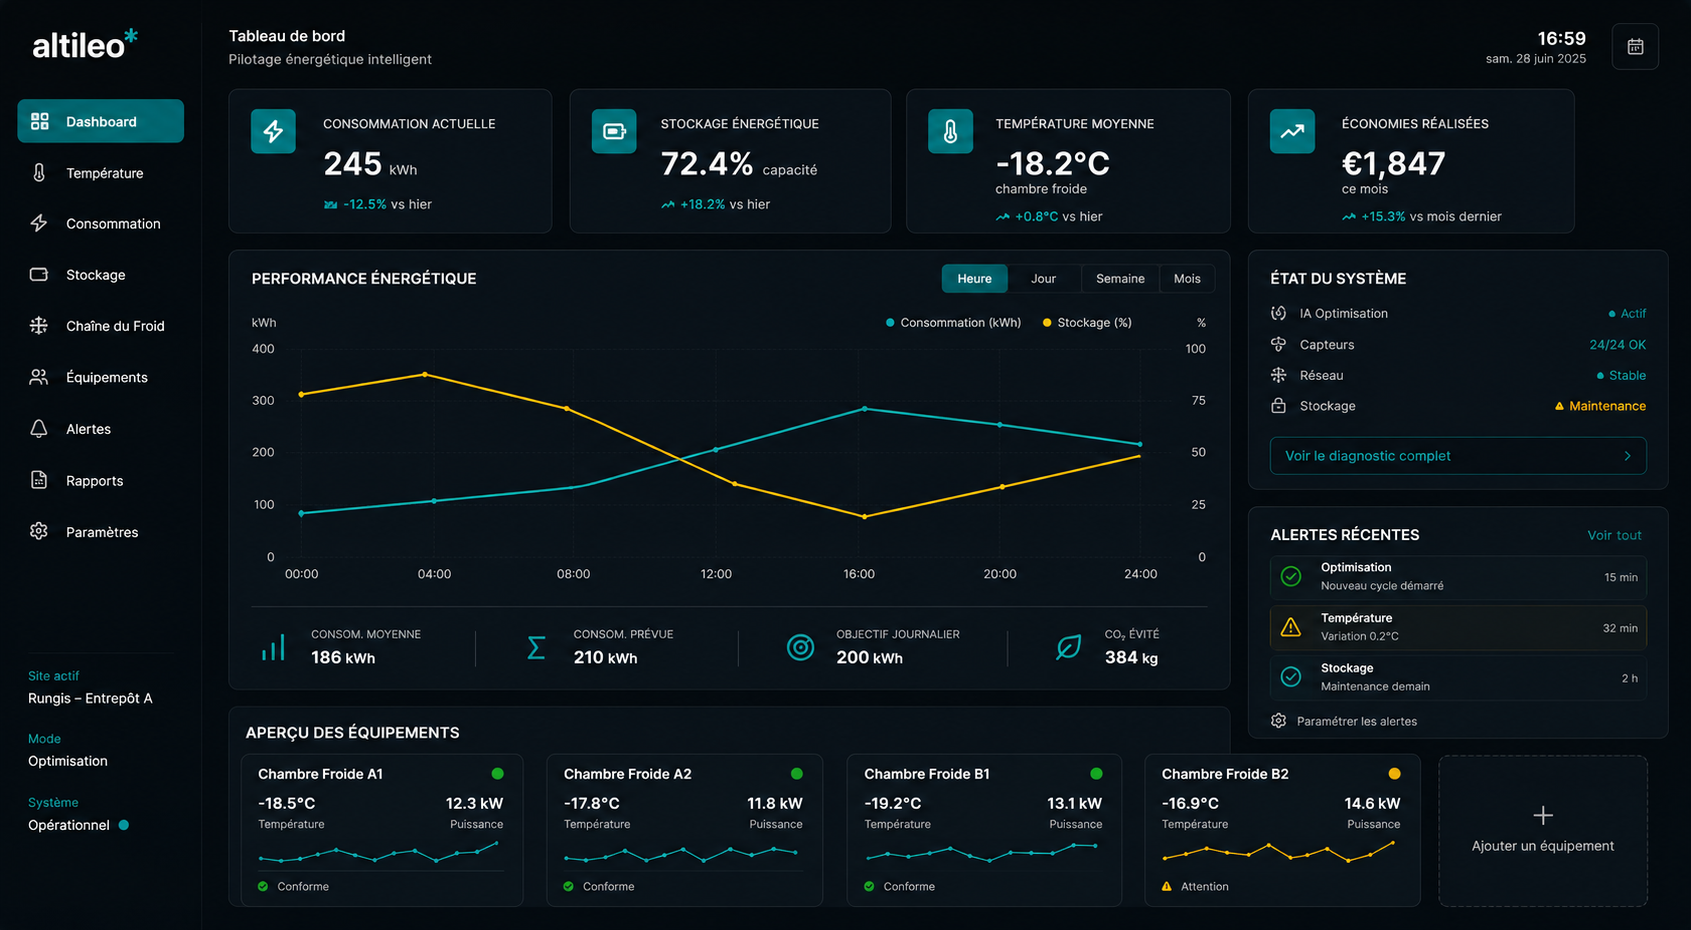 altileo*
Dashboard
Température
Consommation
Stockage
Chaîne du Froid
Équipements
Alertes
Rapports
Paramètres
Site actif
Rungis – Entrepôt A
Mode
Optimisation
Système
Opérationnel
Tableau de bord
Pilotage énergétique intelligent
16:59
sam. 28 juin 2025
CONSOMMATION ACTUELLE
245 kWh
-12.5% vs hier
STOCKAGE ÉNERGÉTIQUE
72.4% capacité
+18.2% vs hier
TEMPÉRATURE MOYENNE
-18.2°C
chambre froide
+0.8°C vs hier
ÉCONOMIES RÉALISÉES
€1,847
ce mois
+15.3% vs mois dernier
PERFORMANCE ÉNERGÉTIQUE
Heure Jour Semaine Mois
kWh Consommation (kWh) Stockage (%) %
400 100
300 75
200 50
100 25
0 0
00:00 04:00 08:00 12:00 16:00 20:00 24:00
CONSOM. MOYENNE
186 kWh
CONSOM. PRÉVUE
210 kWh
OBJECTIF JOURNALIER
200 kWh
CO₂ ÉVITÉ
384 kg
ÉTAT DU SYSTÈME
IA Optimisation Actif
Capteurs 24/24 OK
Réseau Stable
Stockage Maintenance
Voir le diagnostic complet
ALERTES RÉCENTES Voir tout
Optimisation
Nouveau cycle démarré
15 min
Température
Variation 0.2°C
32 min
Stockage
Maintenance demain
2 h
Paramétrer les alertes
APERÇU DES ÉQUIPEMENTS
Chambre Froide A1
-18.5°C 12.3 kW
Température Puissance
Conforme
Chambre Froide A2
-17.8°C 11.8 kW
Température Puissance
Conforme
Chambre Froide B1
-19.2°C 13.1 kW
Température Puissance
Conforme
Chambre Froide B2
-16.9°C 14.6 kW
Température Puissance
Attention
Ajouter un équipement